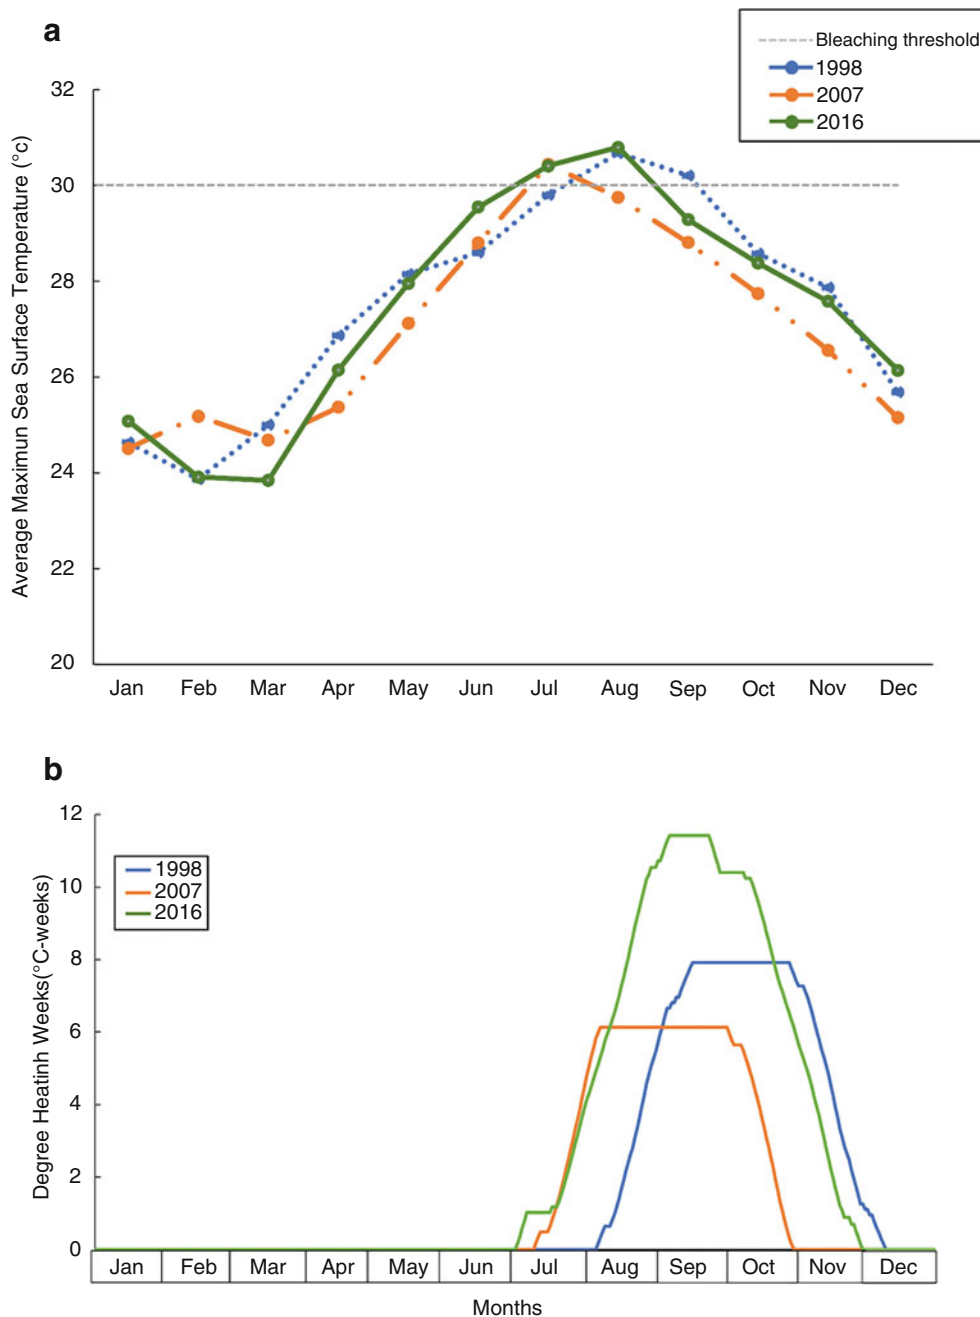 a
Bleaching threshold
1998
2007
2016
Average Maximun Sea Surface Temperature (°c)
32
30
28
26
24
22
20
Jan Feb Mar Apr May Jun Jul Aug Sep Oct Nov Dec
b
Degree Heatinh Weeks(°C-weeks)
12
10
8
6
4
2
0
1998
2007
2016
Jan Feb Mar Apr May Jun Jul Aug Sep Oct Nov Dec
Months